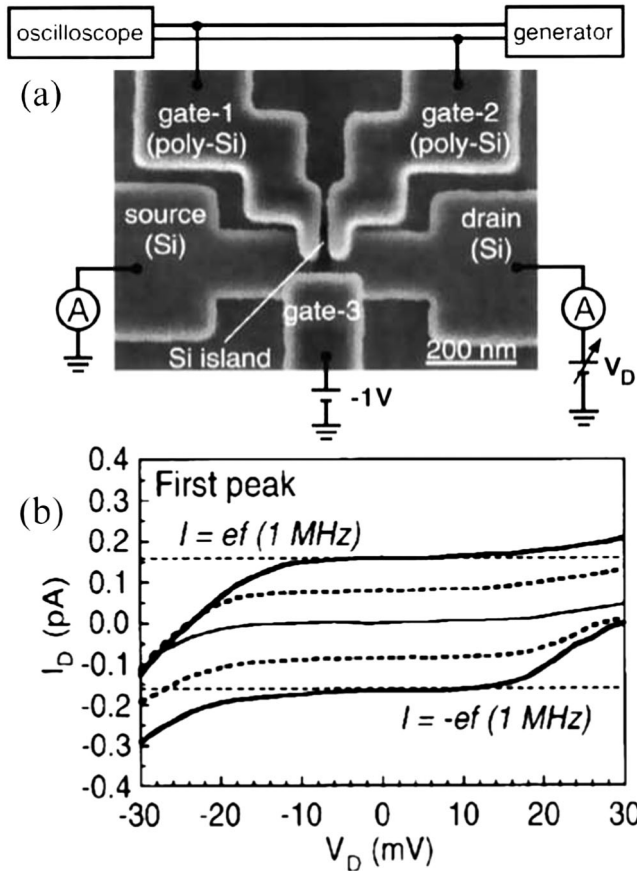 oscilloscope
generator
(a)
gate-1
(poly-Si)
gate-2
(poly-Si)
source
(Si)
drain
(Si)
A
A
gate-3
Si island
200 nm
-1V
V_D
(b)
First peak
I = ef (1 MHz)
I = -ef (1 MHz)
I_D (pA)
0.4
0.3
0.2
0.1
0.0
-0.1
-0.2
-0.3
-0.4
-30
-20
-10
0
10
20
30
V_D (mV)